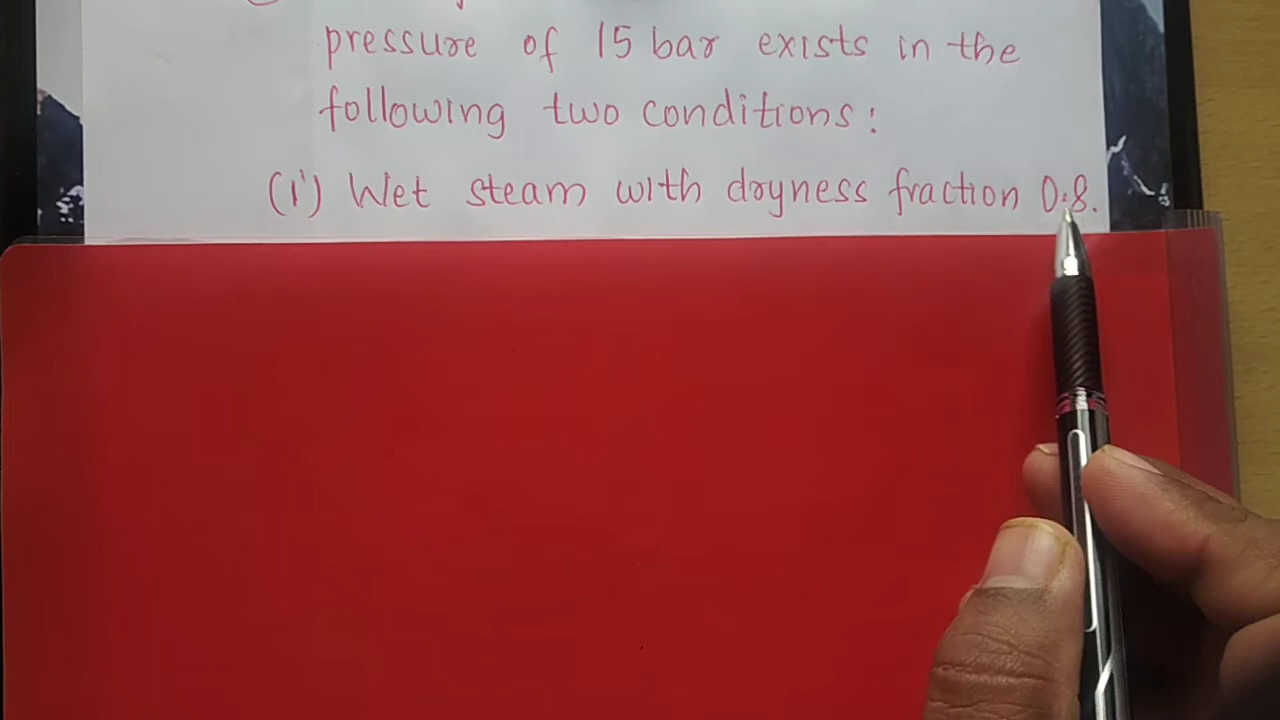 pressure of 15 bar exists in the
following two conditions:
(i) Wet steam with dryness fraction 0.8.